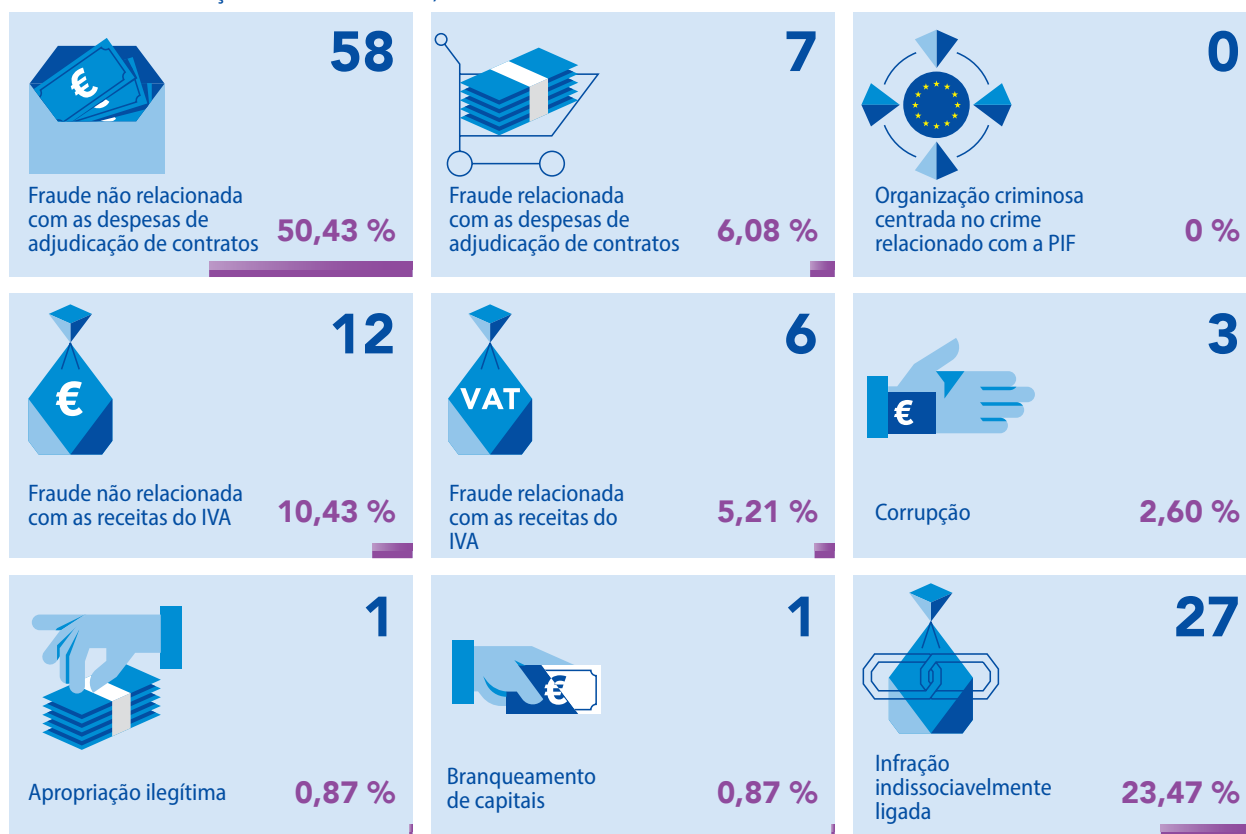 58
Fraude não relacionada
com as despesas de
adjudicação de contratos
50,43 %
7
Fraude relacionada
com as despesas de
adjudicação de contratos
6,08 %
0
Organização criminosa
centrada no crime
relacionado com a PIF
0 %
12
€
Fraude não relacionada
com as receitas do IVA
10,43 %
6
VAT
Fraude relacionada
com as receitas do
IVA
5,21 %
3
€
Corrupção
2,60 %
1
Apropriação ilegítima
0,87 %
1
€
Branqueamento
de capitais
0,87 %
27
Infração
indissociavelmente
ligada
23,47 %